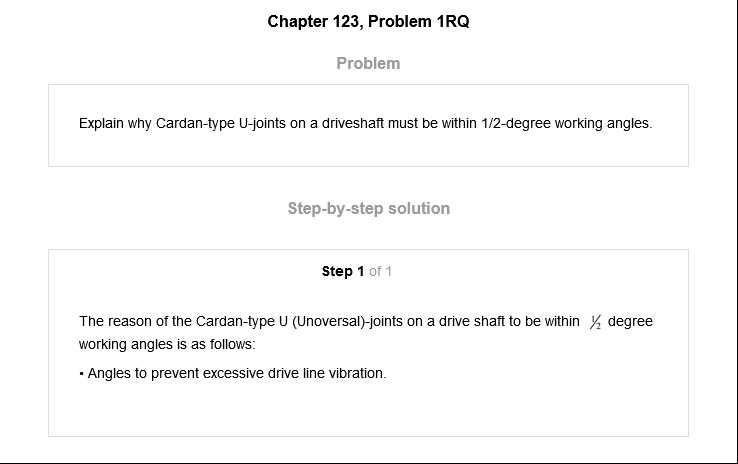 Chapter 123, Problem 1RQ
Problem
Explain why Cardan-type U-joints on a driveshaft must be within 1/2-degree working angles.
Step-by-step solution
Step 1 of 1
The reason of the Cardan-type U (Unoversal)-joints on a drive shaft to be within ½ degree
working angles is as follows:
• Angles to prevent excessive drive line vibration.